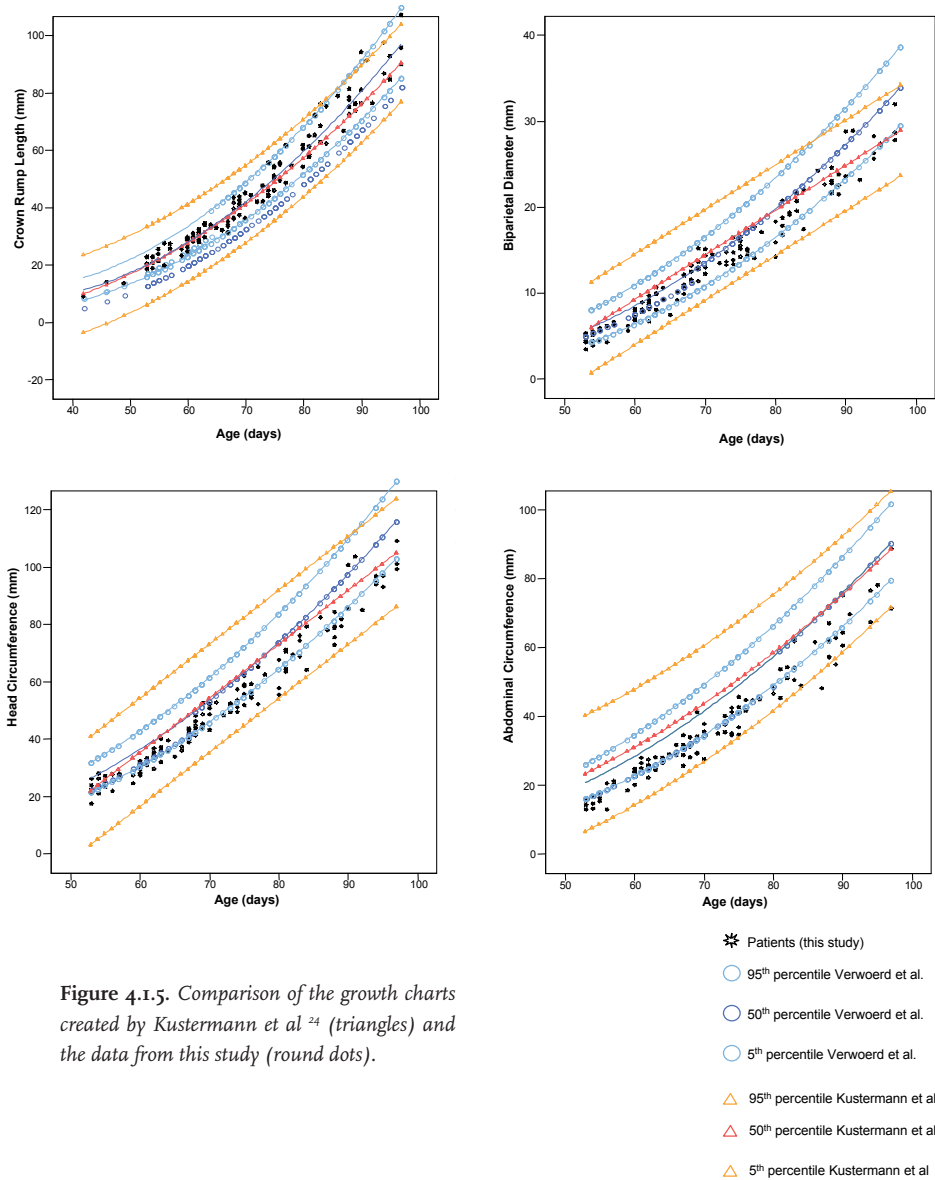 100
80
60
40
20
0
-20
Crown Rump Length (mm)
40 50 60 70 80 90 100
Age (days)
40
30
20
10
0
Biparietal Diameter (mm)
50 60 70 80 90 100
Age (days)
120
100
80
60
40
20
0
Head Circumference (mm)
50 60 70 80 90 100
Age (days)
100
80
60
40
20
0
Abdominal Circumference (mm)
50 60 70 80 90 100
Age (days)
Patients (this study)
95th percentile Verwoerd et al.
50th percentile Verwoerd et al.
5th percentile Verwoerd et al.
95th percentile Kustermann et al
50th percentile Kustermann et al
5th percentile Kustermann et al
Figure 4.1.5. Comparison of the growth charts
created by Kustermann et al 24 (triangles) and
the data from this study (round dots).